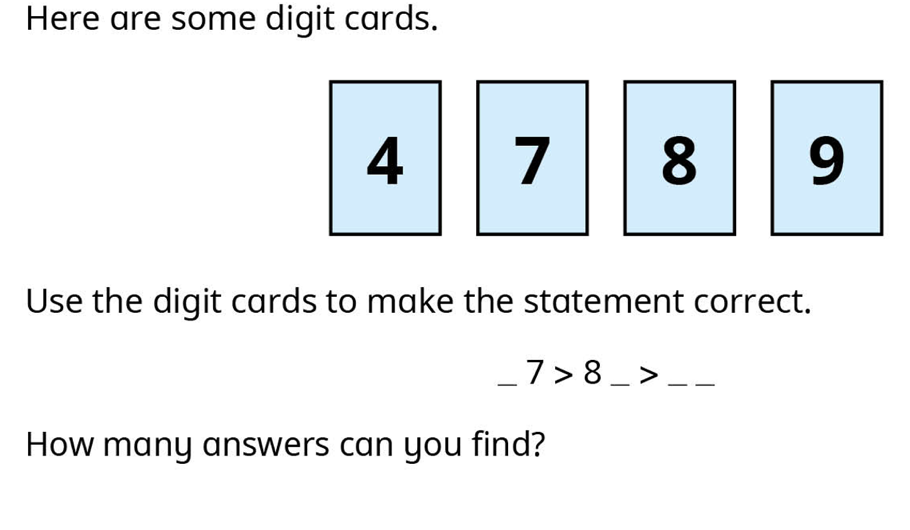 Here are some digit cards.
4 7 8 9
Use the digit cards to make the statement correct.
_ 7 > 8 _ > _ _
How many answers can you find?